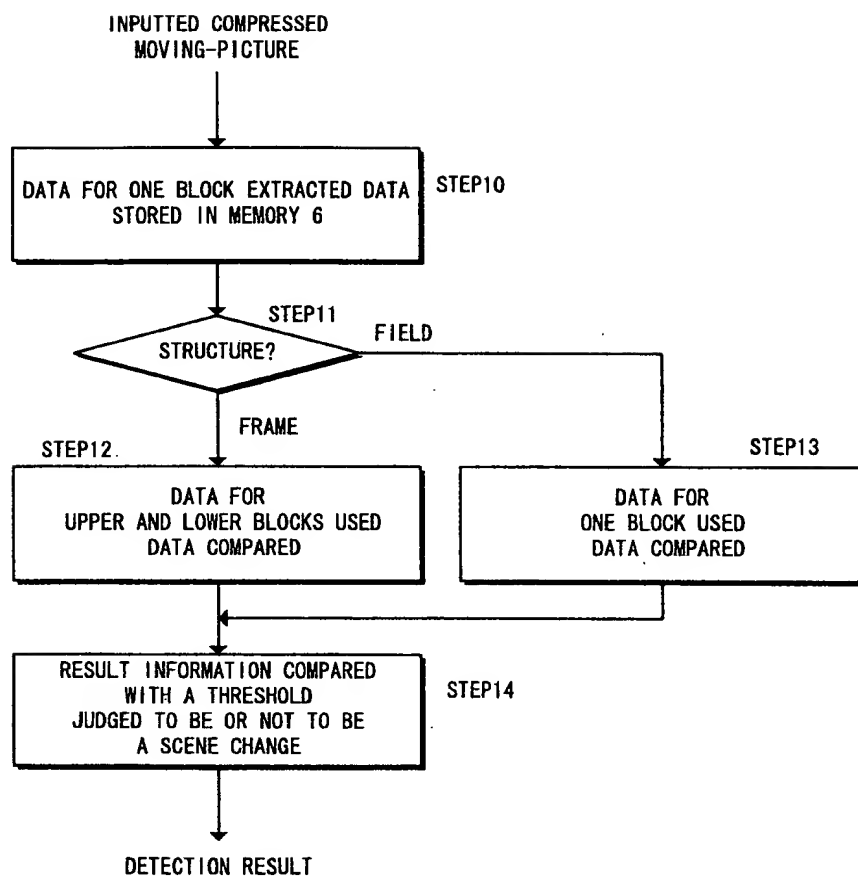 INPUTTED COMPRESSED
MOVING-PICTURE
DATA FOR ONE BLOCK EXTRACTED DATA
STORED IN MEMORY 6
STEP10
STEP11
STRUCTURE?
FIELD
FRAME
STEP12.
DATA FOR
UPPER AND LOWER BLOCKS USED
DATA COMPARED
STEP13
DATA FOR
ONE BLOCK USED
DATA COMPARED
RESULT INFORMATION COMPARED
WITH A THRESHOLD
JUDGED TO BE OR NOT TO BE
A SCENE CHANGE
STEP14
DETECTION RESULT